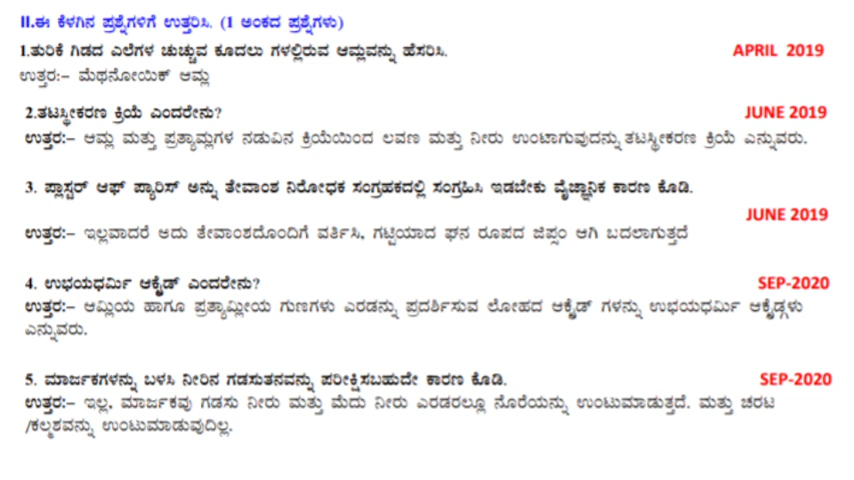 II.ಈ ಕೆಳಗಿನ ಪ್ರಶ್ನೆಗಳಿಗೆ ಉತ್ತರಿಸಿ. (1 ಅಂಕದ ಪ್ರಶ್ನೆಗಳು)
1.ತುರಿಕೆ ಗಿಡದ ಎಲೆಗಳ ಚುಚ್ಚುವ ಕೂದಲು ಗಳಲ್ಲಿರುವ ಆಮ್ಲವನ್ನು ಹೆಸರಿಸಿ. APRIL 2019
ಉತ್ತರ:– ಮೆಥನೋಯಿಕ್ ಆಮ್ಲ
2.ತಟಸ್ಥೀಕರಣ ಕ್ರಿಯೆ ಎಂದರೇನು? JUNE 2019
ಉತ್ತರ:– ಆಮ್ಲ ಮತ್ತು ಪ್ರತ್ಯಾಮ್ಲಗಳ ನಡುವಿನ ಕ್ರಿಯೆಯಿಂದ ಲವಣ ಮತ್ತು ನೀರು ಉಂಟಾಗುವುದನ್ನು ತಟಸ್ಥೀಕರಣ ಕ್ರಿಯೆ ಎನ್ನುವರು.
3. ಪ್ಲಾಸ್ಟರ್ ಆಫ್ ಪ್ಯಾರಿಸ್ ಅನ್ನು ತೇವಾಂಶ ನಿರೋಧಕ ಸಂಗ್ರಹಕದಲ್ಲಿ ಸಂಗ್ರಹಿಸಿ ಇಡಬೇಕು ವೈಜ್ಞಾನಿಕ ಕಾರಣ ಕೊಡಿ.
JUNE 2019
ಉತ್ತರ:– ಇಲ್ಲವಾದರೆ ಅದು ತೇವಾಂಶದೊಂದಿಗೆ ವರ್ತಿಸಿ, ಗಟ್ಟಿಯಾದ ಘನ ರೂಪದ ಜಿಪ್ಸಂ ಆಗಿ ಬದಲಾಗುತ್ತದೆ
4. ಉಭಯಧರ್ಮಿ ಆಕ್ಸೈಡ್ ಎಂದರೇನು? SEP-2020
ಉತ್ತರ:– ಆಮ್ಲೀಯ ಹಾಗೂ ಪ್ರತ್ಯಾಮ್ಲೀಯ ಗುಣಗಳು ಎರಡನ್ನು ಪ್ರದರ್ಶಿಸುವ ಲೋಹದ ಆಕ್ಸೈಡ್ ಗಳನ್ನು ಉಭಯಧರ್ಮಿ ಆಕ್ಸೈಡ್ಗಳು
ಎನ್ನುವರು.
5. ಮಾರ್ಜಕಗಳನ್ನು ಬಳಸಿ ನೀರಿನ ಗಡಸುತನವನ್ನು ಪರೀಕ್ಷಿಸಬಹುದೇ ಕಾರಣ ಕೊಡಿ. SEP-2020
ಉತ್ತರ:– ಇಲ್ಲ, ಮಾರ್ಜಕವು ಗಡಸು ನೀರು ಮತ್ತು ಮೆದು ನೀರು ಎರಡರಲ್ಲೂ ನೊರೆಯನ್ನು ಉಂಟುಮಾಡುತ್ತದೆ. ಮತ್ತು ಚರಟ
/ಕಲ್ಮಶವನ್ನು ಉಂಟುಮಾಡುವುದಿಲ್ಲ.